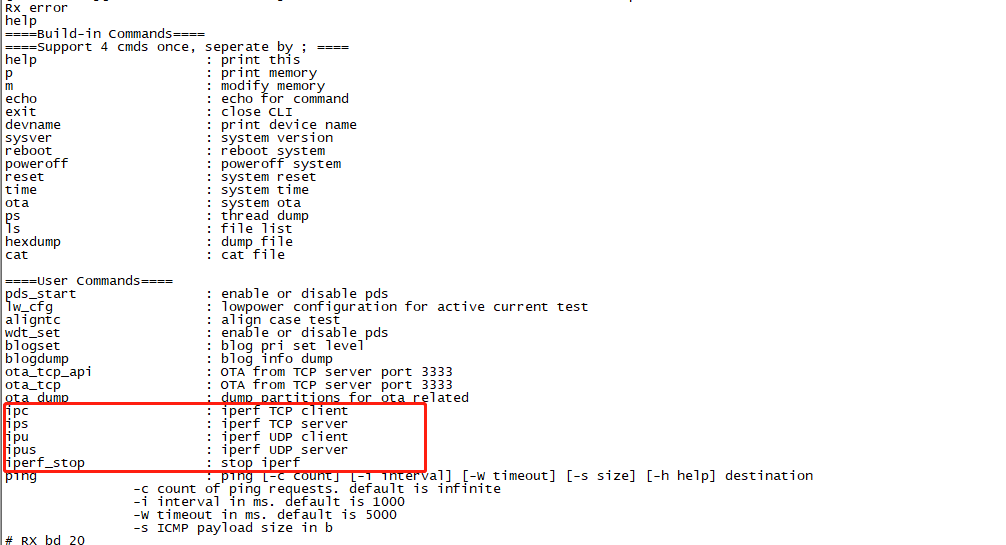 Rx error
help
====Build-in Commands====
====Support 4 cmds once, seperate by ; ====
help : print this
p : print memory
m : modify memory
echo : echo for command
exit : close CLI
devname : print device name
sysver : system version
reboot : reboot system
poweroff : poweroff system
reset : system reset
time : system time
ota : system ota
ps : thread dump
ls : file list
hexdump : dump file
cat : cat file
====User Commands====
pds_start : enable or disable pds
lw_cfg : lowpower configuration for active current test
aligntc : align case test
wdt_set : enable or disable pds
blogset : blog pri set level
blogdump : blog info dump
ota_tcp_api : OTA from TCP server port 3333
ota_tcp : OTA from TCP server port 3333
ota_dump : dump partitions for ota related
ipc : iperf TCP client
ips : iperf TCP server
ipu : iperf UDP client
ipus : iperf UDP server
iperf_stop : stop iperf
ping : ping [-c count] [-i interval] [-W timeout] [-s size] [-h help] destination
-c count of ping requests. default is infinite
-i interval in ms. default is 1000
-W timeout in ms. default is 5000
-s ICMP payload size in b
# RX bd 20